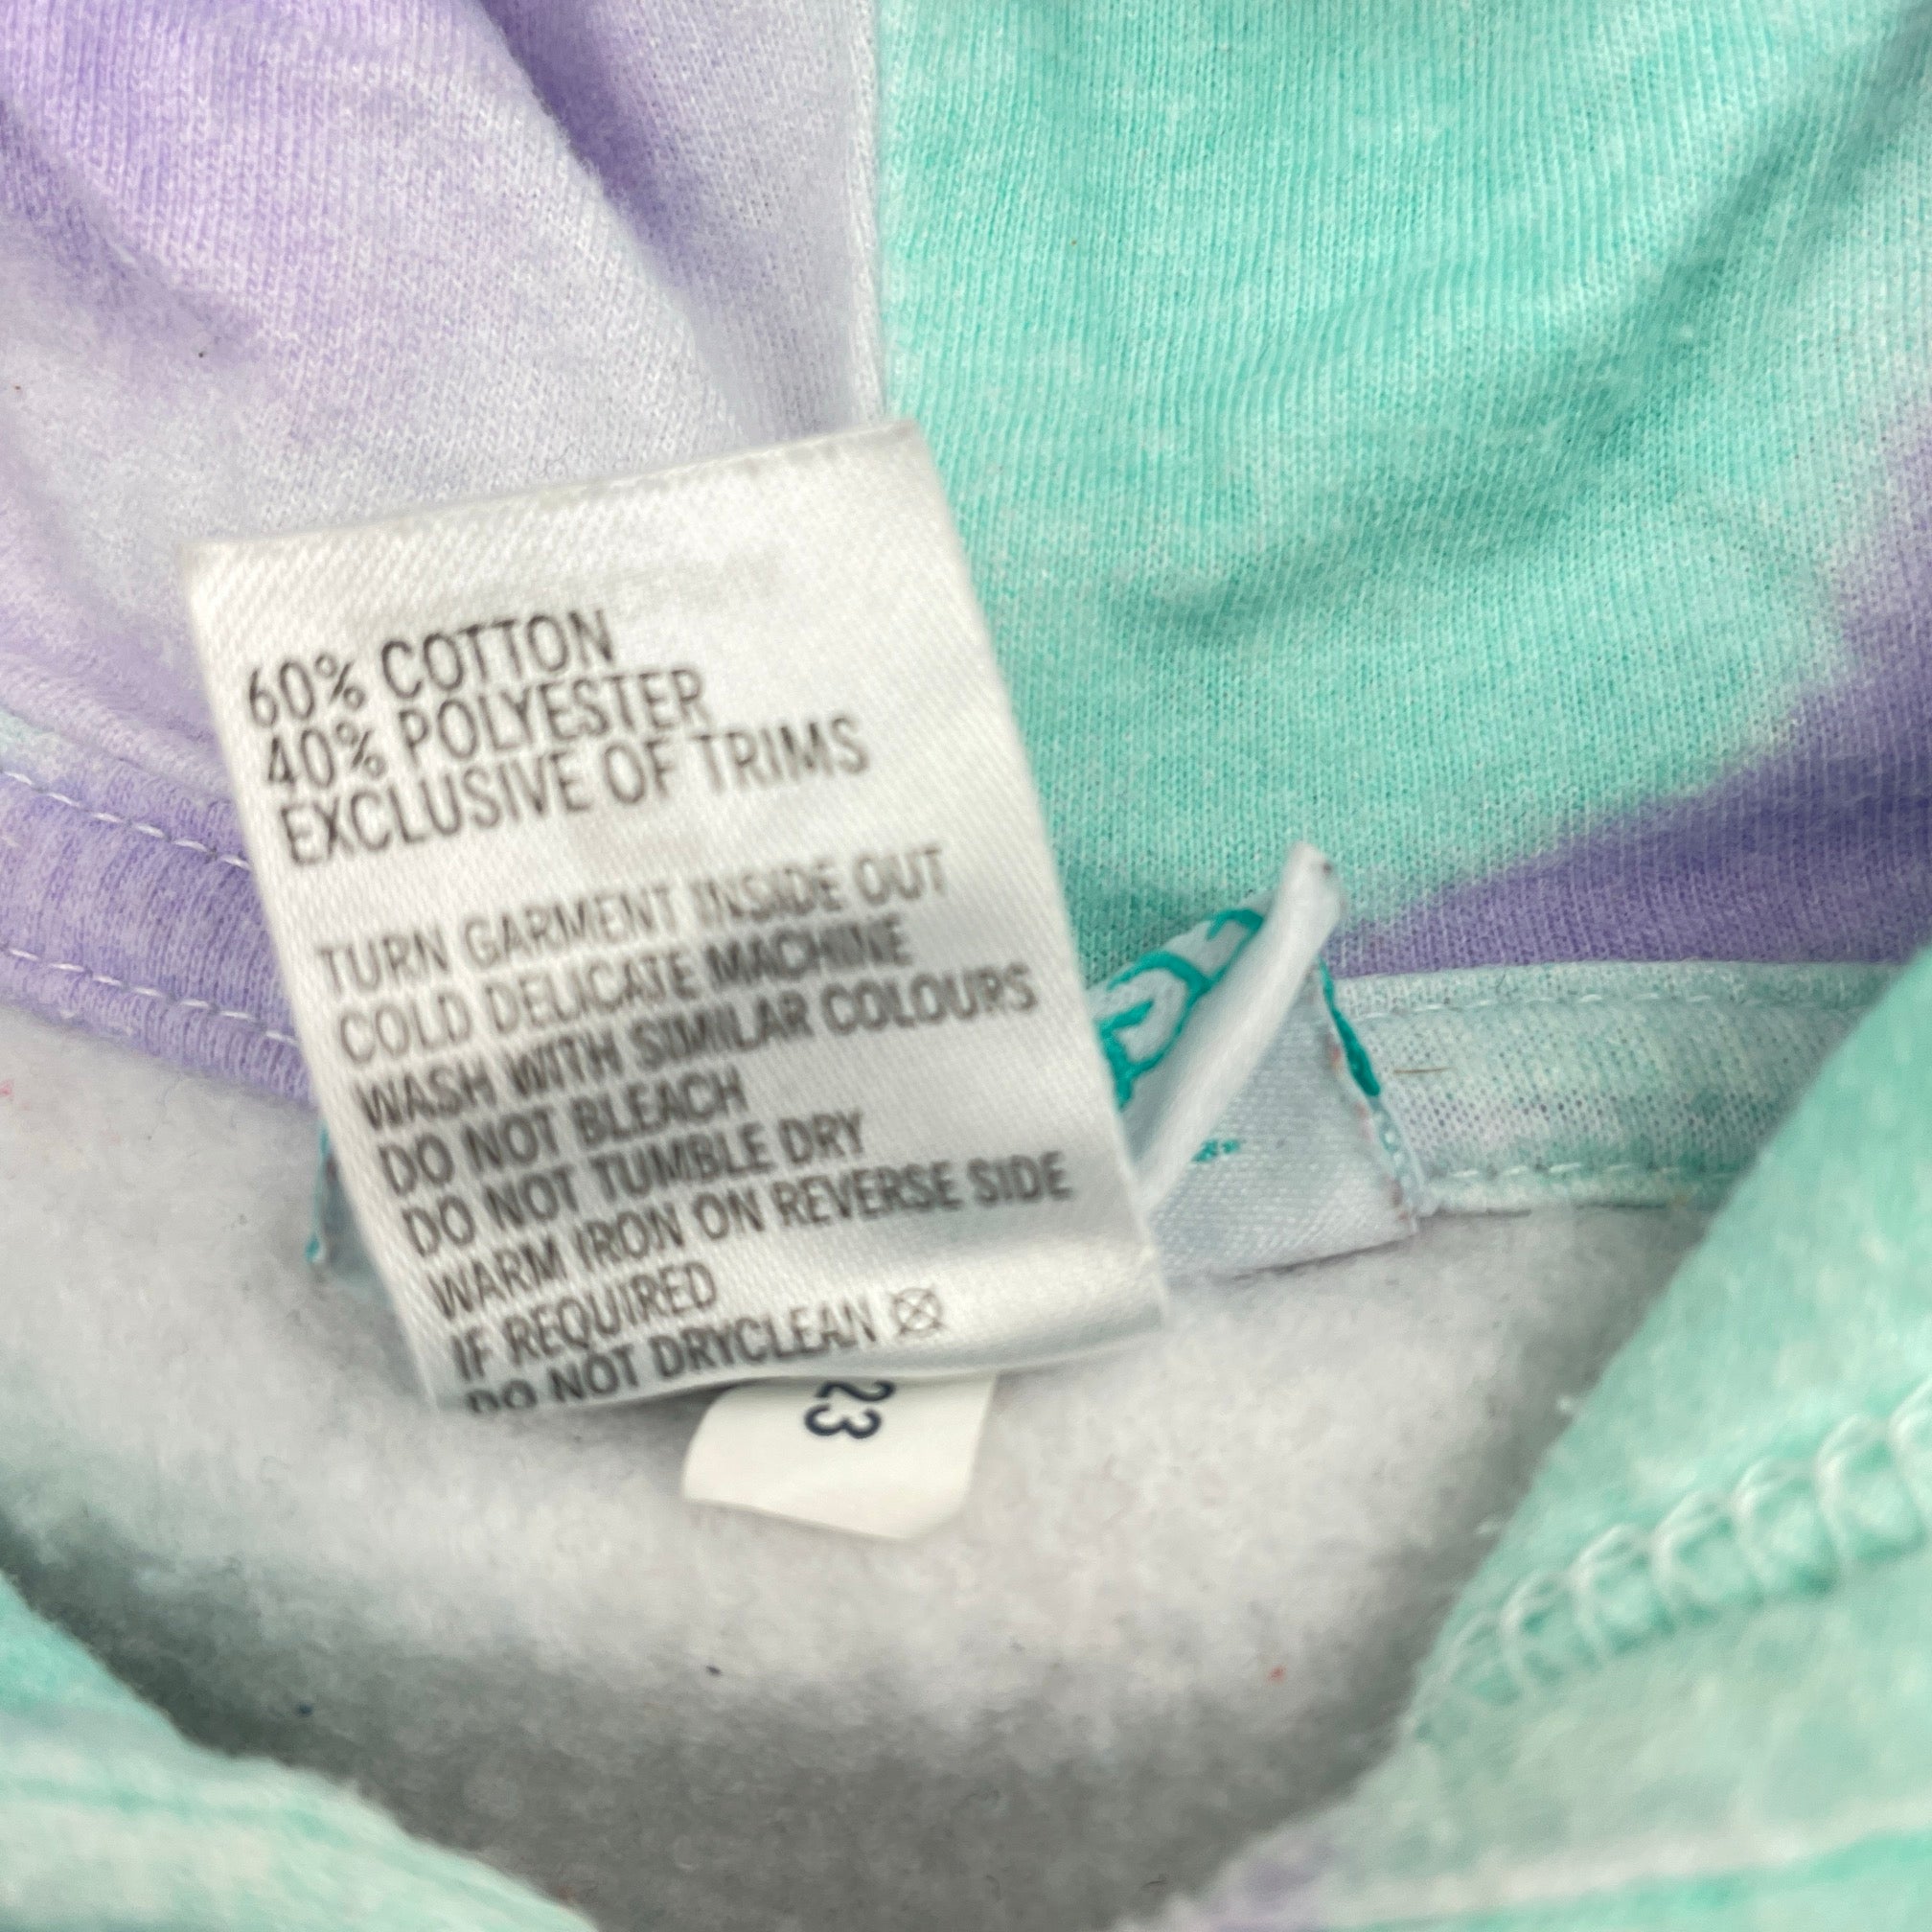 60% COTTON
40% POLYESTER
EXCLUSIVE OF TRIMS
TURN GARMENT INSIDE OUT
COLD DELICATE MACHINE
WASH WITH SIMILAR COLOURS
DO NOT BLEACH
DO NOT TUMBLE DRY
WARM IRON ON REVERSE SIDE
IF REQUIRED
DO NOT DRYCLEAN
23